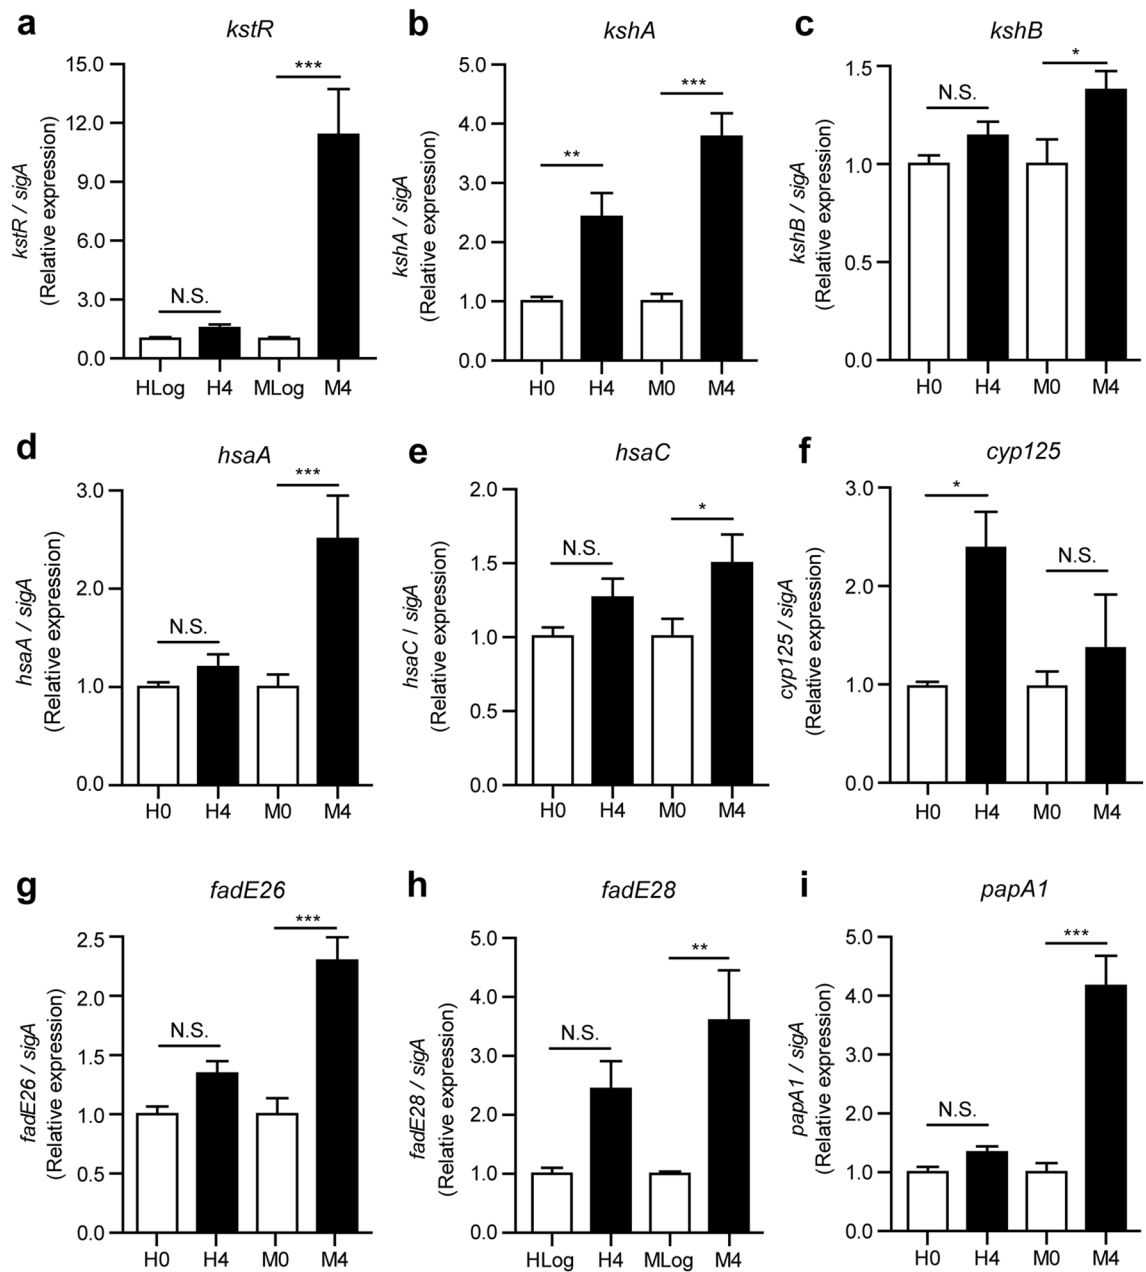 a
kstR
kstR / sigA
(Relative expression)
15.0
12.0
9.0
6.0
3.0
0.0
N.S.
***
HLog H4 MLog M4
b
kshA
kshA / sigA
(Relative expression)
5.0
4.0
3.0
2.0
1.0
0.0
**
***
H0 H4 M0 M4
c
kshB
kshB / sigA
(Relative expression)
1.5
1.0
0.5
0.0
N.S.
*
H0 H4 M0 M4
d
hsaA
hsaA / sigA
(Relative expression)
3.0
2.0
1.0
0.0
N.S.
***
H0 H4 M0 M4
e
hsaC
hsaC / sigA
(Relative expression)
2.0
1.5
1.0
0.5
0.0
N.S.
*
H0 H4 M0 M4
f
cyp125
cyp125 / sigA
(Relative expression)
3.0
2.0
1.0
0.0
*
N.S.
H0 H4 M0 M4
g
fadE26
fadE26 / sigA
(Relative expression)
2.5
2.0
1.5
1.0
0.5
0.0
N.S.
***
H0 H4 M0 M4
h
fadE28
fadE28 / sigA
(Relative expression)
5.0
4.0
3.0
2.0
1.0
0.0
N.S.
**
HLog H4 MLog M4
i
papA1
papA1 / sigA
(Relative expression)
5.0
4.0
3.0
2.0
1.0
0.0
N.S.
***
H0 H4 M0 M4